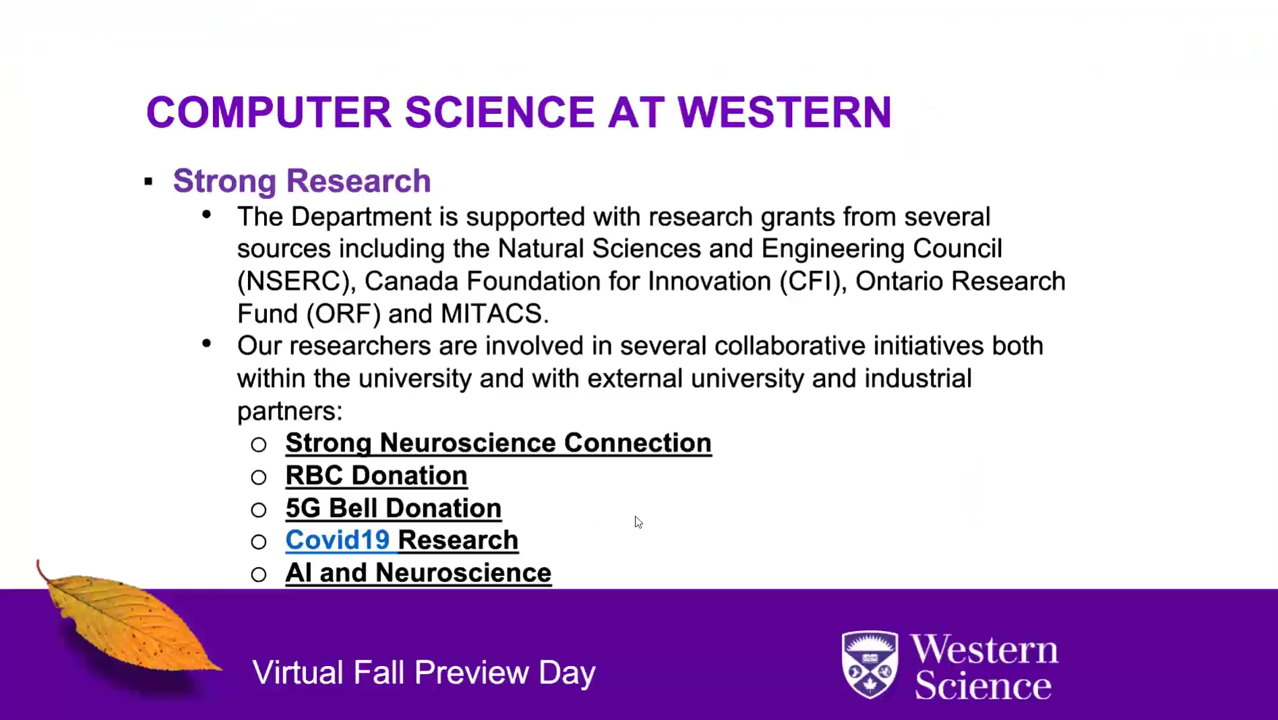 COMPUTER SCIENCE AT WESTERN
▪ Strong Research
• The Department is supported with research grants from several
sources including the Natural Sciences and Engineering Council
(NSERC), Canada Foundation for Innovation (CFI), Ontario Research
Fund (ORF) and MITACS.
• Our researchers are involved in several collaborative initiatives both
within the university and with external university and industrial
partners:
o Strong Neuroscience Connection
o RBC Donation
o 5G Bell Donation
o Covid19 Research
o AI and Neuroscience
Virtual Fall Preview Day
Western
Science